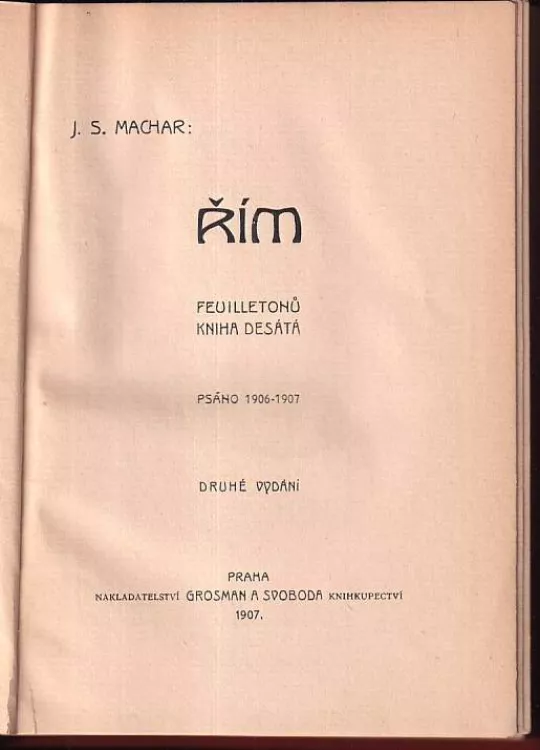 J. S. MACHAR:
ŘÍM
FEUILLETONŮ
KNIHA DESÁTÁ
PSÁNO 1906-1907
DRUHÉ VYDÁNÍ
PRAHA
NAKLADATELSTVÍ GROSMAN A SVOBODA KNIHKUPECTVÍ
1907.